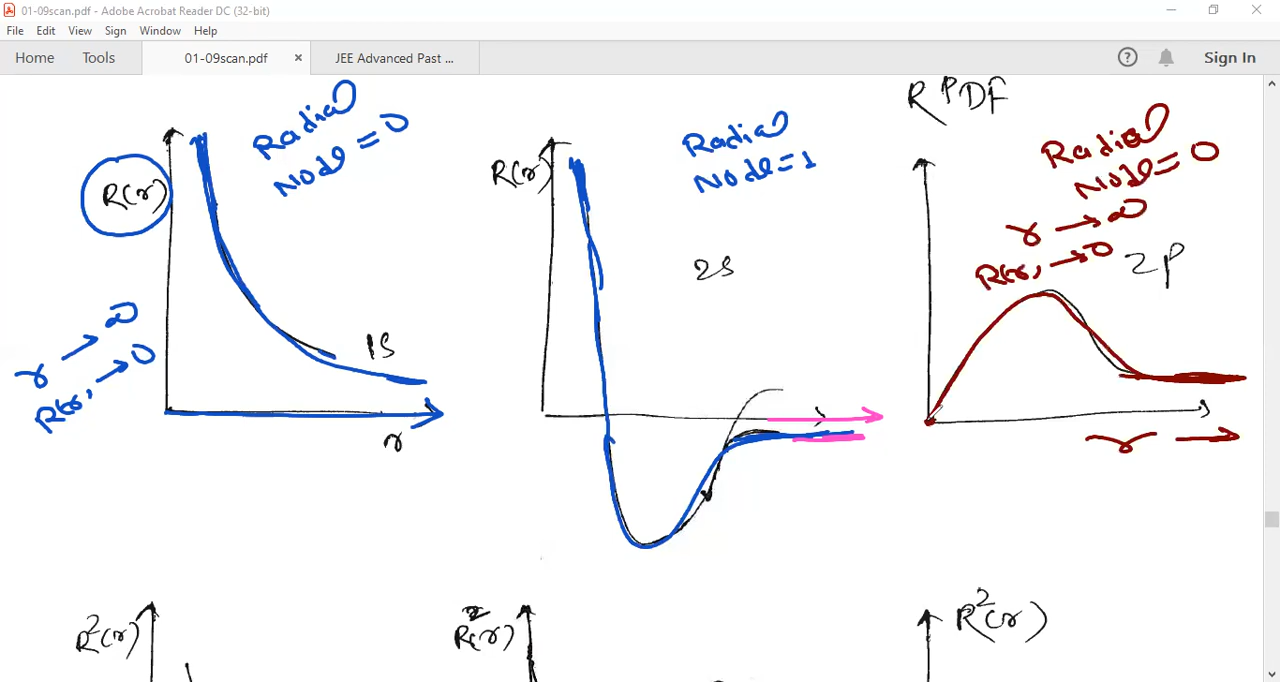 01-09scan.pdf - Adobe Acrobat Reader DC (32-bit)
File Edit View Sign Window Help
Home Tools 01-09scan.pdf × JEE Advanced Past ... Sign In
RPDF
R(r)
Radial
Node = 0
r → ∞
R(r) → 0
1s
r
R(r)
Radial
Node = 1
2s
Radial
Node = 0
r → ∞
R(r) → 0
2p
r →
R²(r)
R²(r)
R²(r)